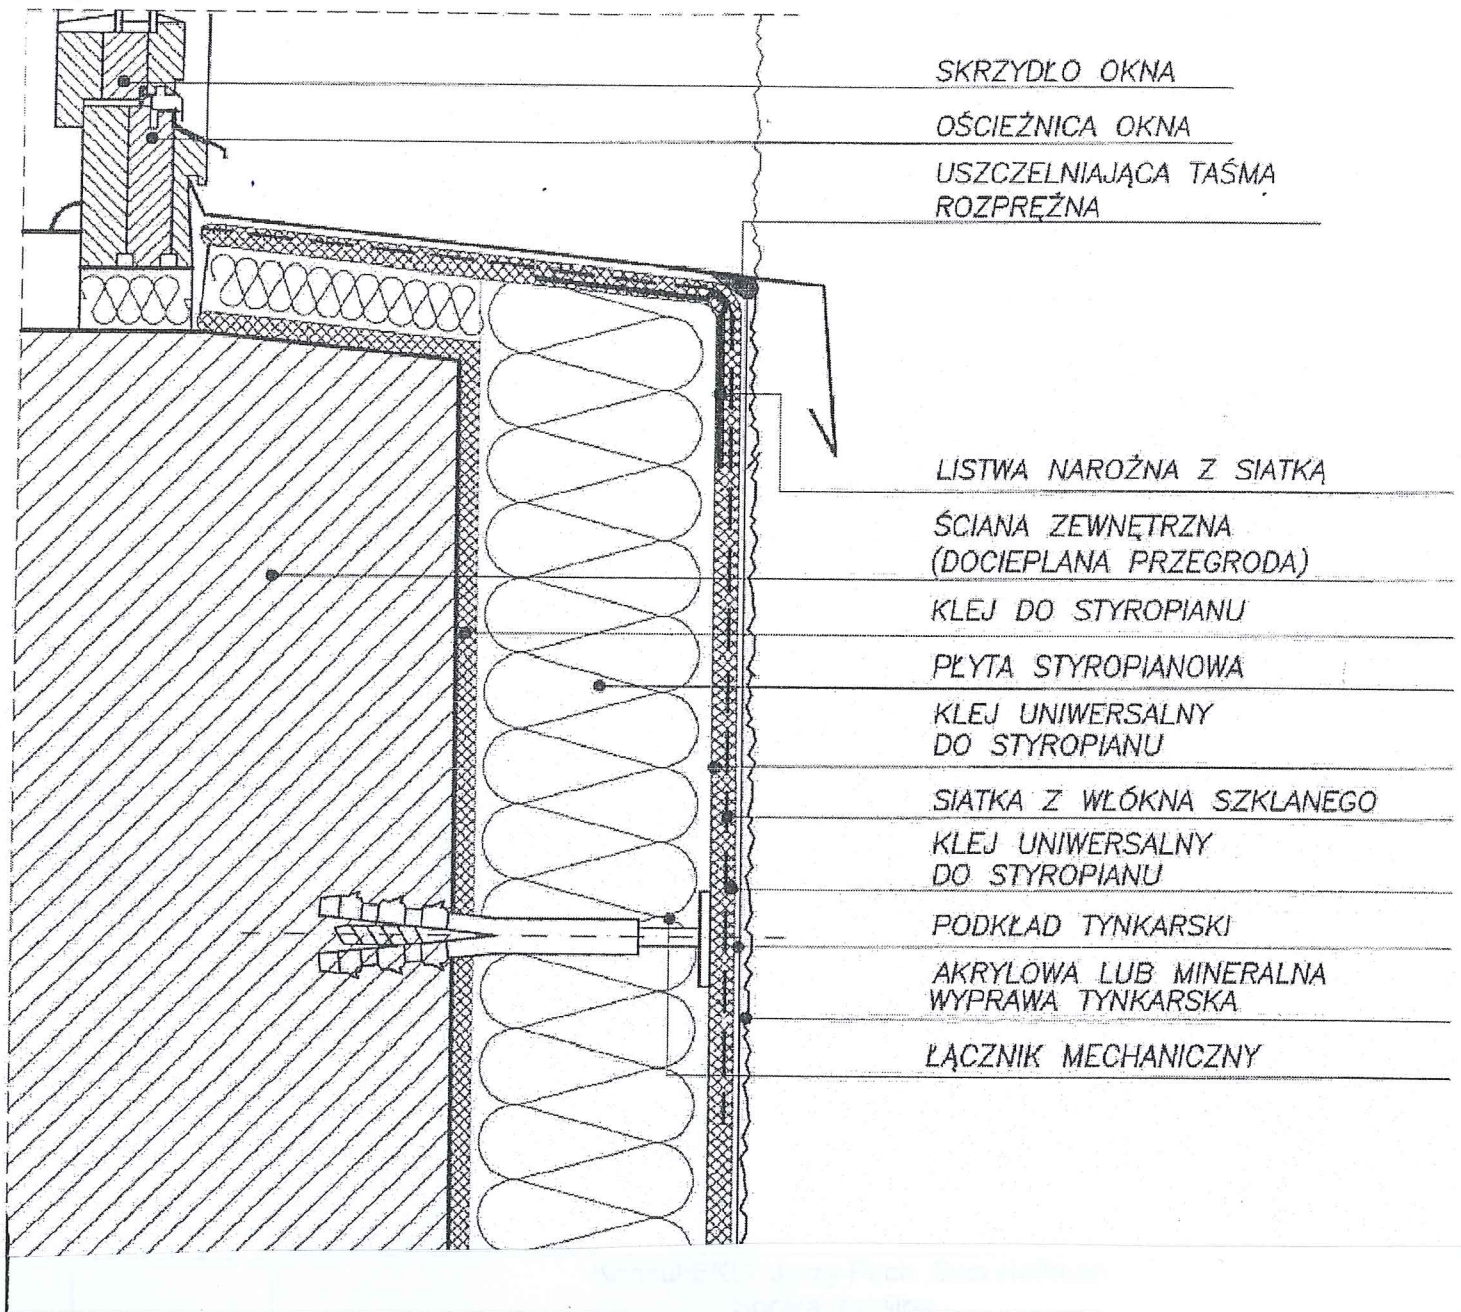 SKRZYDŁO OKNA
OŚCIEŻNICA OKNA
USZCZELNIAJĄCA TAŚMA
ROZPRĘŻNA
LISTWA NAROŻNA Z SIATKĄ
ŚCIANA ZEWNĘTRZNA
(DOCIEPLANA PRZEGRODA)
KLEJ DO STYROPIANU
PŁYTA STYROPIANOWA
KLEJ UNIWERSALNY
DO STYROPIANU
SIATKA Z WŁÓKNA SZKLANEGO
KLEJ UNIWERSALNY
DO STYROPIANU
PODKŁAD TYNKARSKI
AKRYLOWA LUB MINERALNA
WYPRAWA TYNKARSKA
ŁĄCZNIK MECHANICZNY